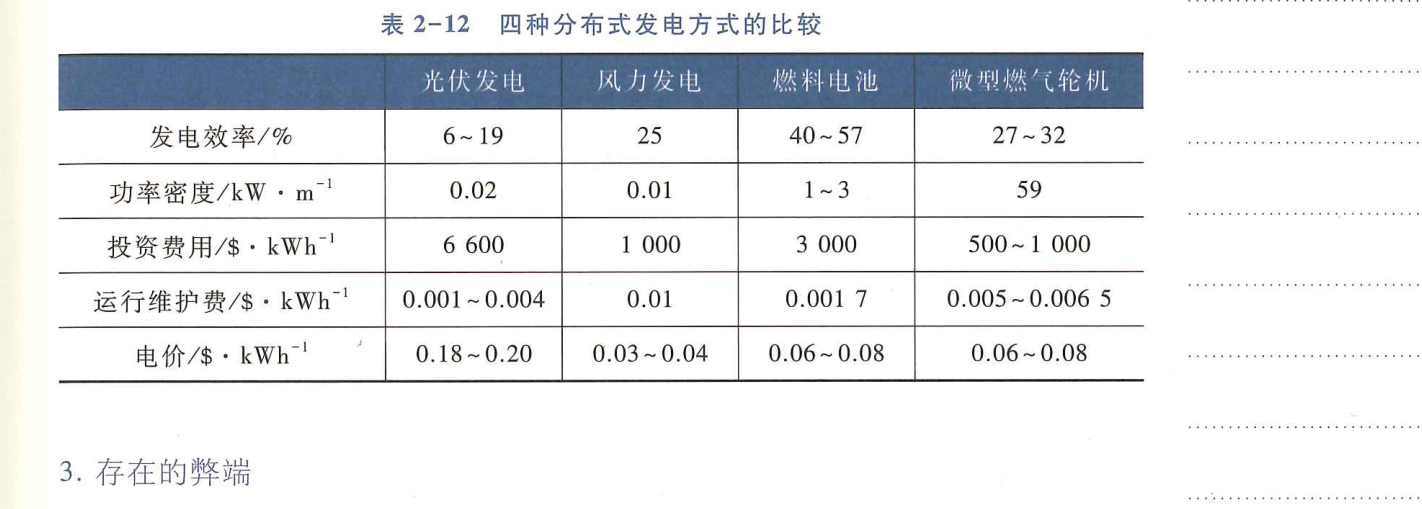 表 2-12 四种分布式发电方式的比较
光伏发电 风力发电 燃料电池 微型燃气轮机
发电效率/% 6~19 25 40~57 27~32
功率密度/kW·m⁻¹ 0.02 0.01 1~3 59
投资费用/$·kWh⁻¹ 6 600 1 000 3 000 500~1 000
运行维护费/$·kWh⁻¹ 0.001~0.004 0.01 0.001 7 0.005~0.006 5
电价/$·kWh⁻¹ 0.18~0.20 0.03~0.04 0.06~0.08 0.06~0.08
3. 存在的弊端